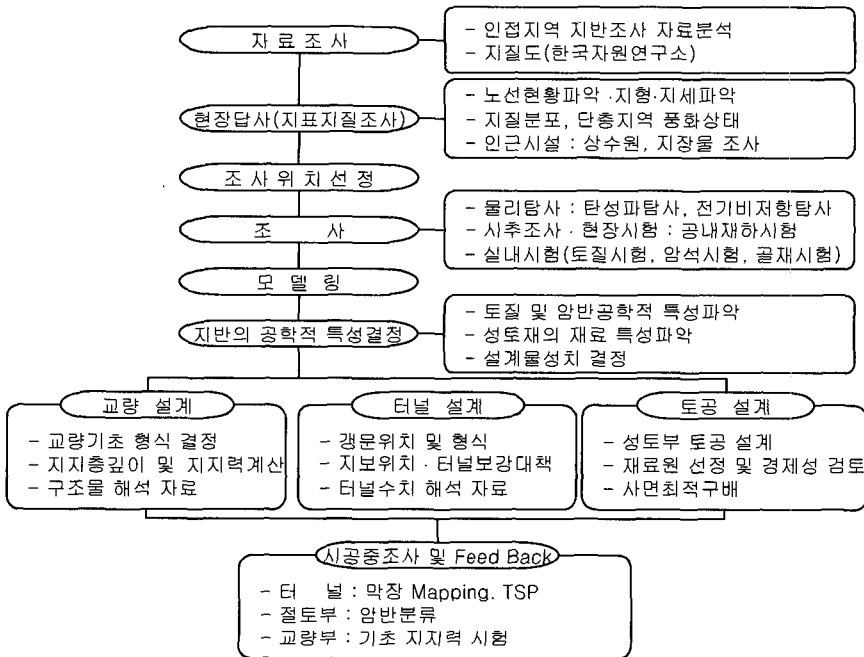 자 료 조 사
- 인접지역 지반조사 자료분석
- 지질도(한국자원연구소)
현장답사(지표지질조사)
- 노선현황파악 · 지형 · 지세파악
- 지질분포, 단층지역 풍화상태
- 인근시설 : 상수원, 지장물 조사
조 사 위 치 선 정
조 사
- 물리탐사 : 탄성파탐사, 전기비저항탐사
- 시추조사 · 현장시험 : 공내재하시험
- 실내시험(토질시험, 암석시험, 골재시험)
모 델 링
지반의 공학적 특성결정
- 토질 및 암반공학적 특성파악
- 성토재의 재료 특성파악
- 설계물성치 결정
교량 설계
- 교량기초 형식 결정
- 지지층깊이 및 지지력계산
- 구조물 해석 자료
터널 설계
- 갱문위치 및 형식
- 지보위치 · 터널보강대책
- 터널수치 해석 자료
토공 설계
- 성토부 토공 설계
- 재료원 선정 및 경제성 검토
- 사면최적구배
시공중조사 및 Feed Back
- 터 널 : 막장 Mapping. TSP
- 절토부 : 암반분류
- 교량부 : 기초 지지력 시험